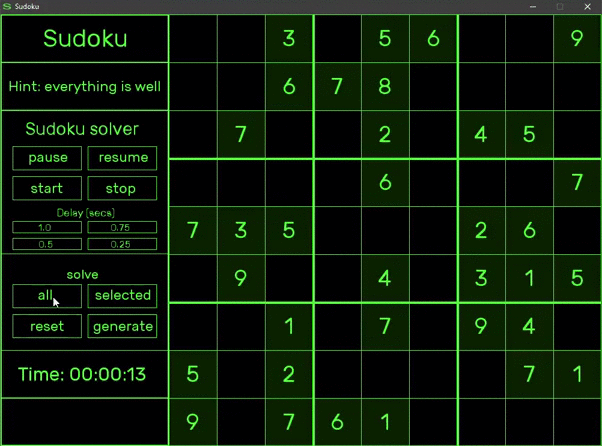 Sudoku
Sudoku
Hint: everything is well
Sudoku solver
pause resume
start stop
Delay [secs]
1.0 0.75
0.5 0.25
solve
all selected
reset generate
Time: 00:00:13
3 5 6 9
6 7 8
7 2 4 5
6 7
7 3 5 2 6
9 4 3 1 5
1 7 9 4
5 2 7 1
9 7 6 1